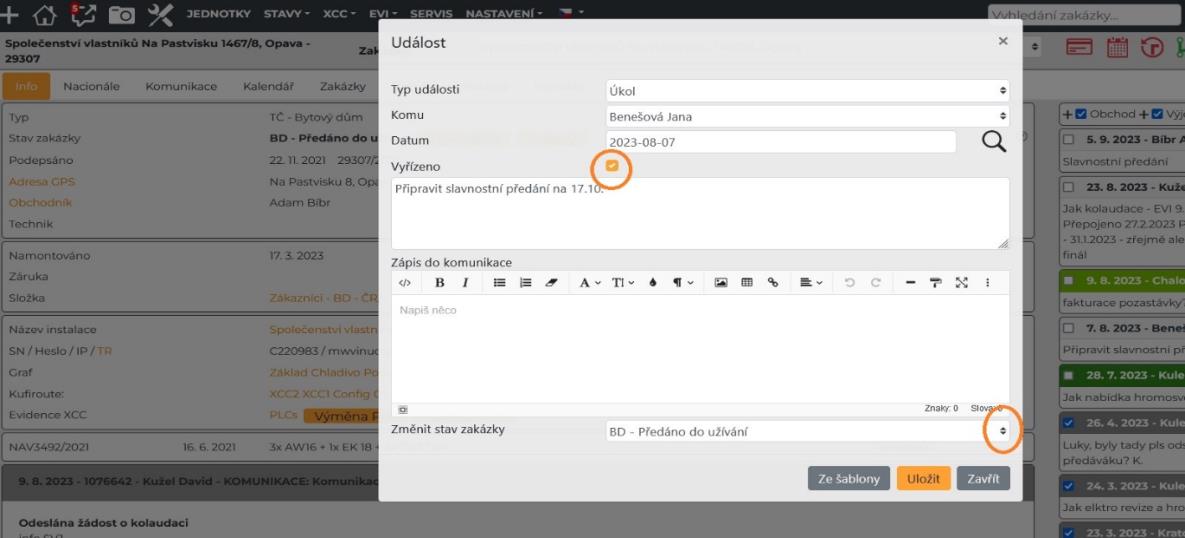 JEDNOTKY STAVY XCC EVI SERVIS NASTAVENÍ
Vyhledání zakázky...
Společenství vlastníků Na Pastvisku 1467/8, Opava -
29307
Zak
Info Nacionále Komunikace Kalendář Zakázky
Typ TČ - Bytový dům
Stav zakázky BD - Předáno do u
Podepsáno 22. 11. 2021 29307/2
Adresa GPS Na Pastvisku 8, Opa
Obchodník Adam Bíbr
Technik
Namontováno 17. 3. 2023
Záruka
Složka Zákazníci - BD - ČR
Název instalace Společenství vlastn
SN / Heslo / IP / TR C220983 / mwvinuc
Graf Základ Chladivo Po
Kufiroute: XCC2 XCC1 Config
Evidence XCC PLCs Výměna
NAV3492/2021 16. 6. 2021 3x AW16 + 1x EK 18
9. 8. 2023 - 1076642 - Kužel David - KOMUNIKACE: Komunikac
Odeslána žádost o kolaudaci
Událost ×
Typ události Úkol
Komu Benešová Jana
Datum 2023-08-07
Vyřízeno
Připravit slavnostní předání na 17.10.
Zápis do komunikace
Napiš něco
Znaky: 0 Slova: 0
Změnit stav zakázky BD - Předáno do užívání
Ze šablony Uložit Zavřít
+ Obchod + Výj
5. 9. 2023 - Bíbr A
Slavnostní předání
23. 8. 2023 - Kuže
Jak kolaudace - EVI 9.
Přepojeno 27.2.2023 P
- 31.1.2023 - zřejmě ale
finál
9. 8. 2023 - Chalo
fakturace pozastávky?
7. 8. 2023 - Beneš
Připravit slavnostní př
28. 7. 2023 - Kule
Jak nabídka hromosv
26. 4. 2023 - Kule
Luky, byly tady pls ods
předáváku? K.
24. 3. 2023 - Kule
Jak elktro revize a hro
23. 3. 2023 - Krato